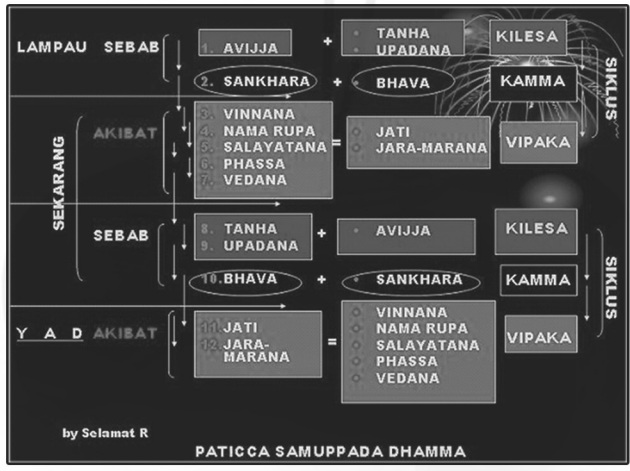 LAMPAU SEBAB 1. AVIJJA + • TANHA KILESA
• UPADANA
2. SANKHARA + • BHAVA KAMMA
SIKLUS
SEKARANG
AKIBAT
3. VINNANA
4. NAMA RUPA
5. SALAYATANA
6. PHASSA
7. VEDANA
=
• JATI
• JARA-MARANA
VIPAKA
SEBAB
8. TANHA
9. UPADANA
+
• AVIJJA
KILESA
10. BHAVA + • SANKHARA KAMMA
SIKLUS
Y A D AKIBAT
11. JATI
12. JARA-
MARANA
=
VINNANA
NAMA RUPA
SALAYATANA
PHASSA
VEDANA
VIPAKA
by Selamat R
PATICCA SAMUPPADA DHAMMA